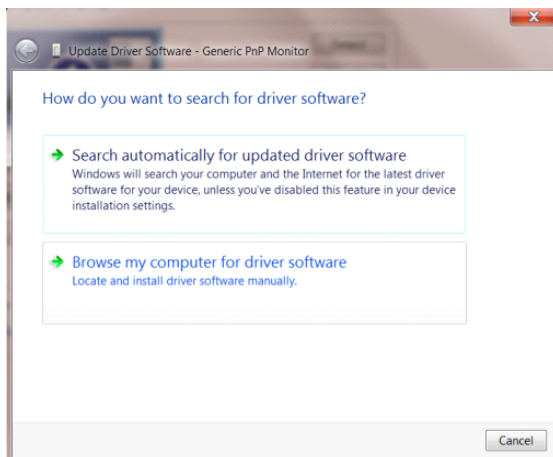 Update Driver Software - Generic PnP Monitor
How do you want to search for driver software?
Search automatically for updated driver software
Windows will search your computer and the Internet for the latest driver
software for your device, unless you've disabled this feature in your device
installation settings.
Browse my computer for driver software
Locate and install driver software manually.
Cancel